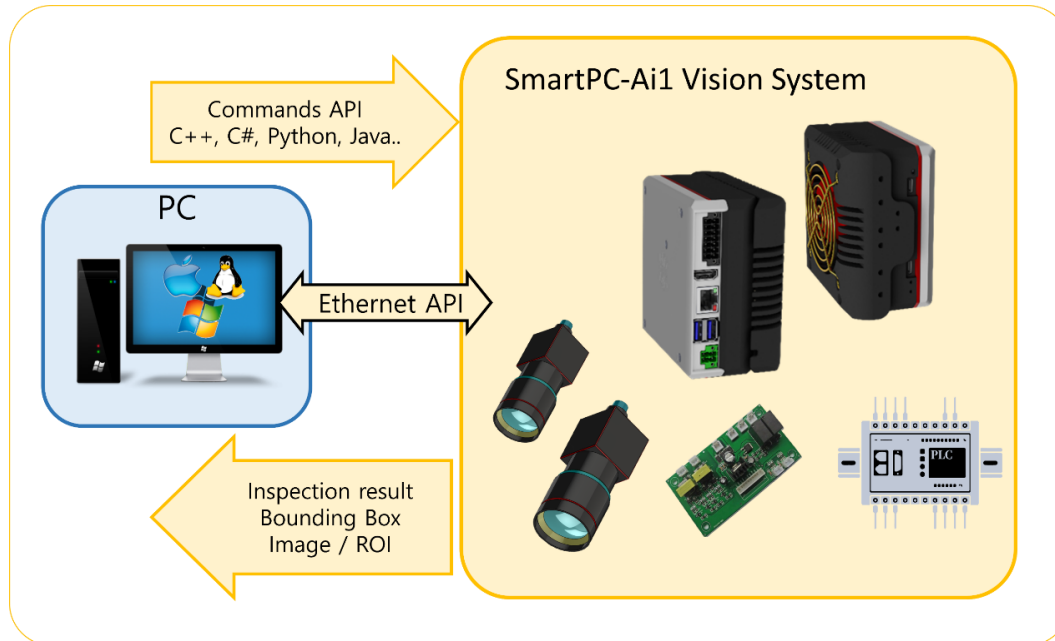 SmartPC-Ai1 Vision System
Commands API
C++, C#, Python, Java..
PC
Ethernet API
PLC
Inspection result
Bounding Box
Image / ROI